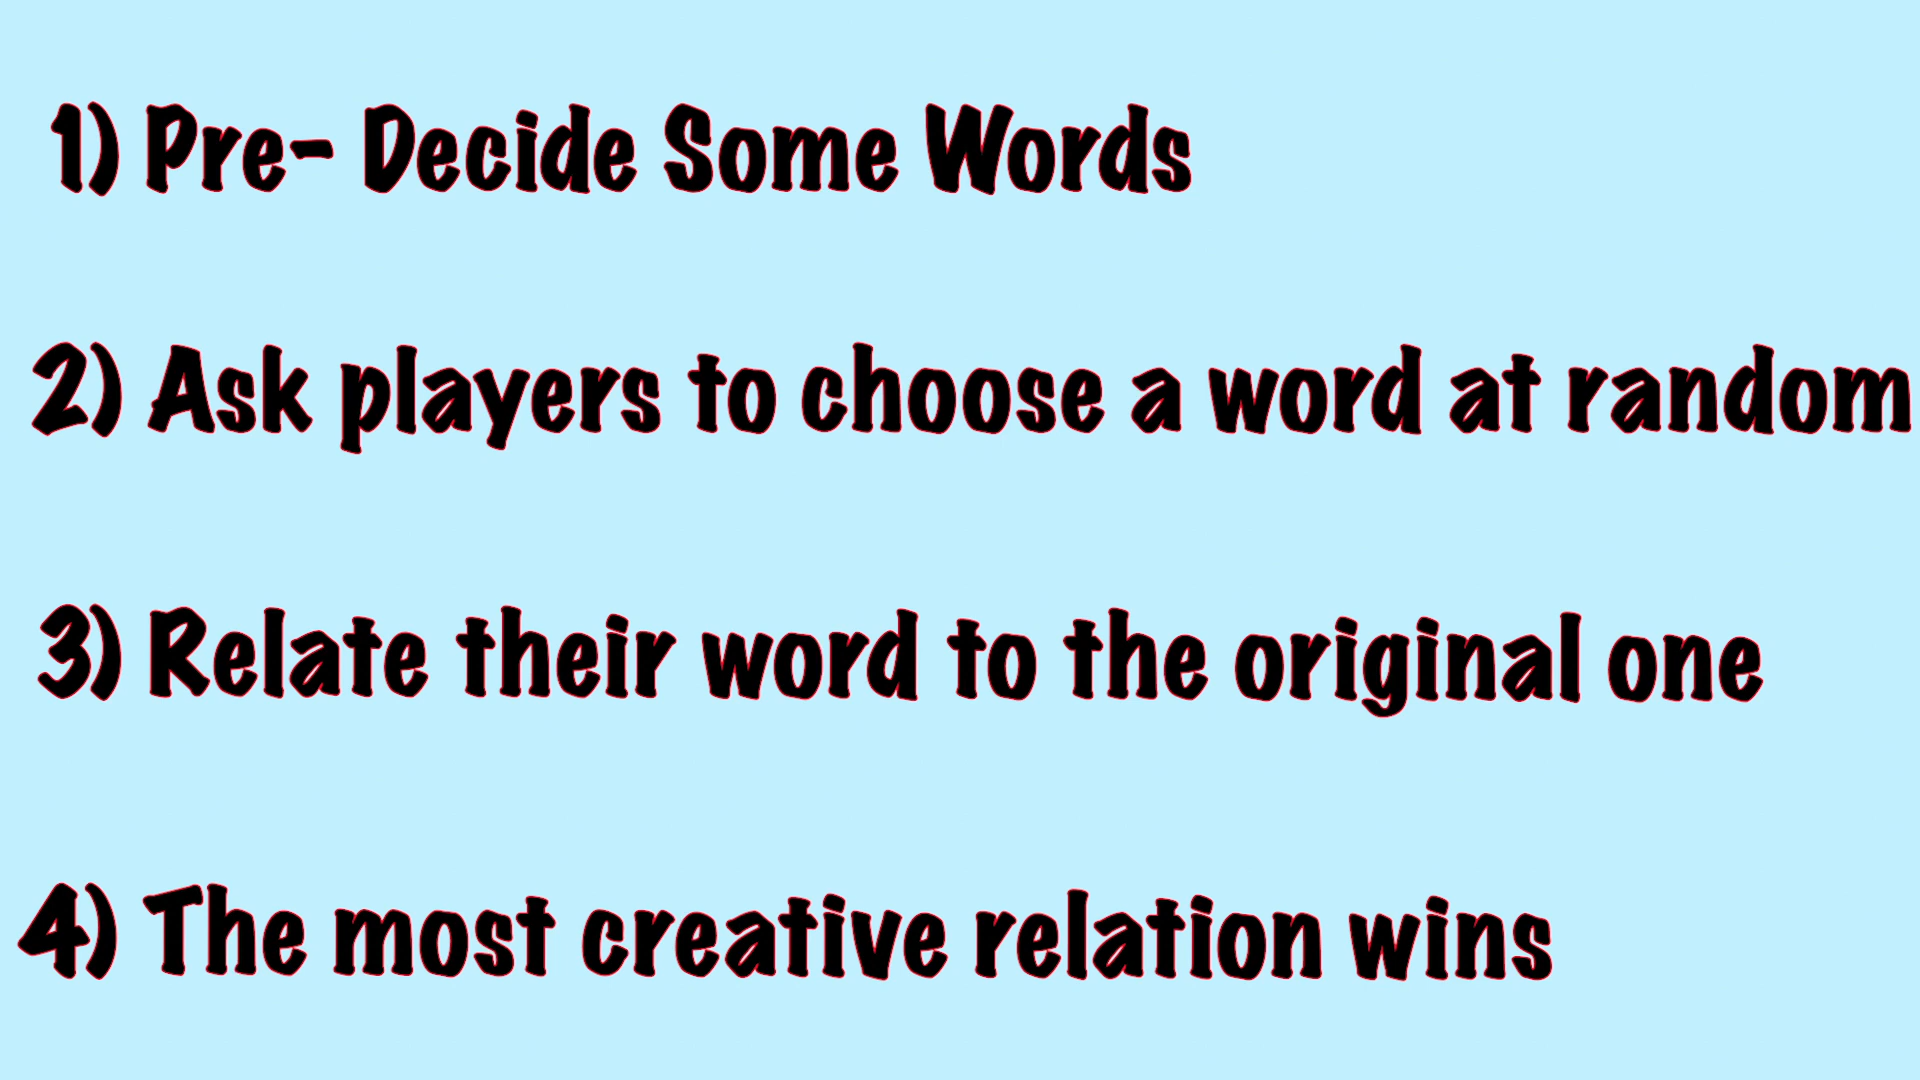 1) Pre- Decide Some Words
2) Ask players to choose a word at random
3) Relate their word to the original one
4) The most creative relation wins